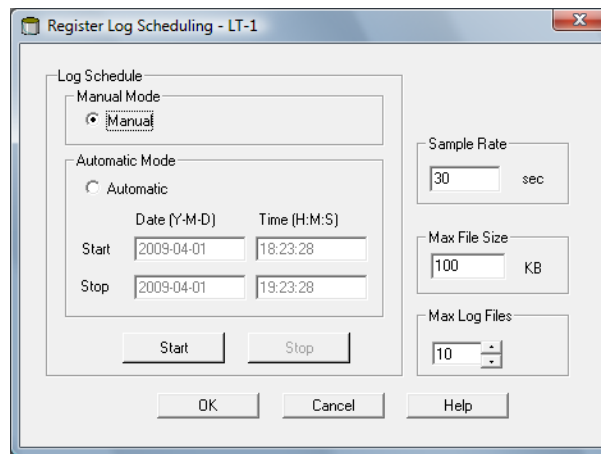 Register Log Scheduling - LT-1
Log Schedule
Manual Mode
Manual
Automatic Mode
Automatic
Date (Y-M-D) Time (H:M:S)
Start 2009-04-01 18:23:28
Stop 2009-04-01 19:23:28
Start Stop
Sample Rate
30 sec
Max File Size
100 KB
Max Log Files
10
OK Cancel Help